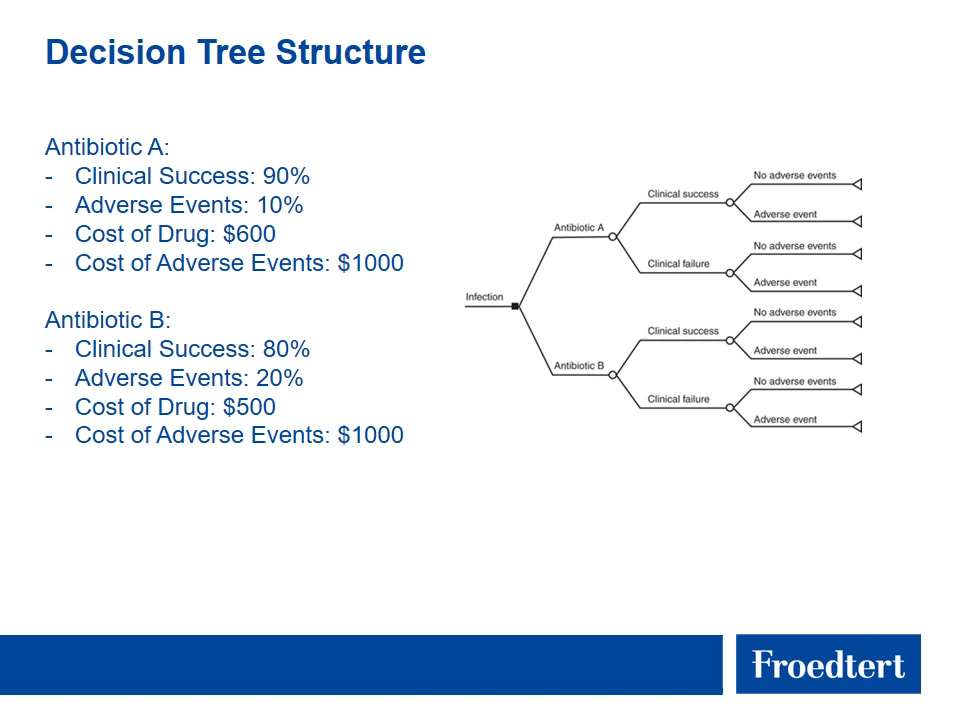 Decision Tree Structure
Antibiotic A:
- Clinical Success: 90%
- Adverse Events: 10%
- Cost of Drug: $600
- Cost of Adverse Events: $1000
Antibiotic B:
- Clinical Success: 80%
- Adverse Events: 20%
- Cost of Drug: $500
- Cost of Adverse Events: $1000
Infection
Antibiotic A
Clinical success
No adverse events
Adverse event
Clinical failure
No adverse events
Adverse event
Antibiotic B
Clinical success
No adverse events
Adverse event
Clinical failure
No adverse events
Adverse event
Froedtert